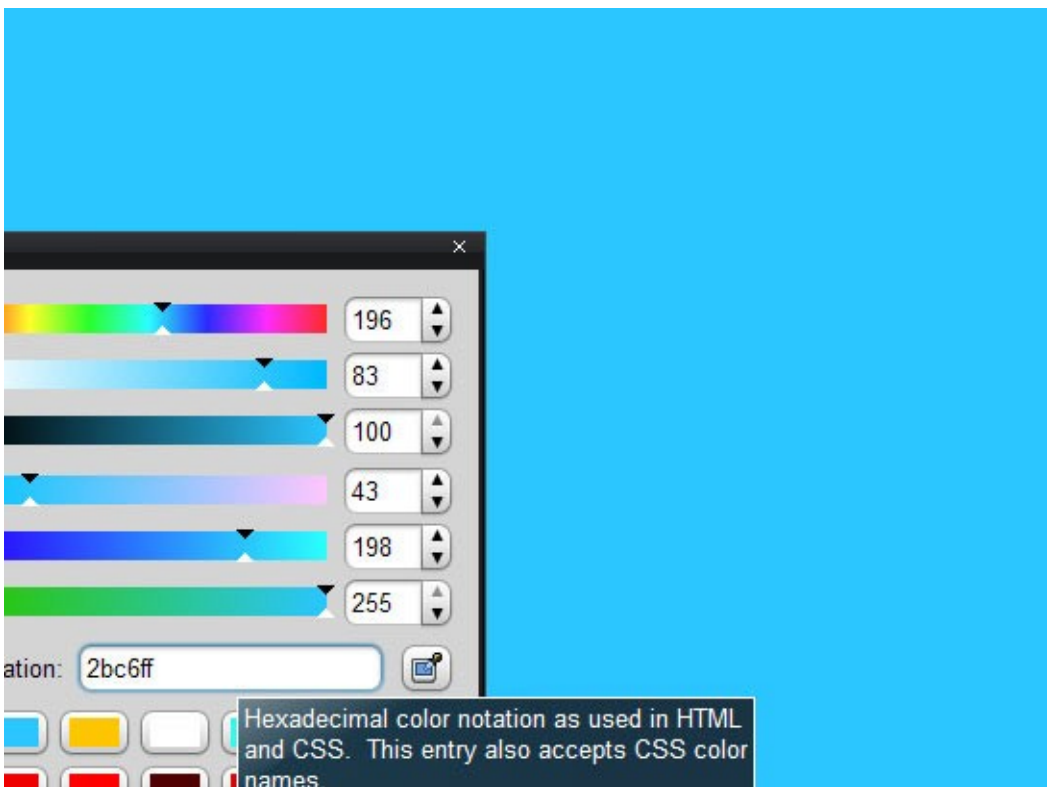 196
83
100
43
198
255
ation: 2bc6ff
Hexadecimal color notation as used in HTML
and CSS. This entry also accepts CSS color
names.